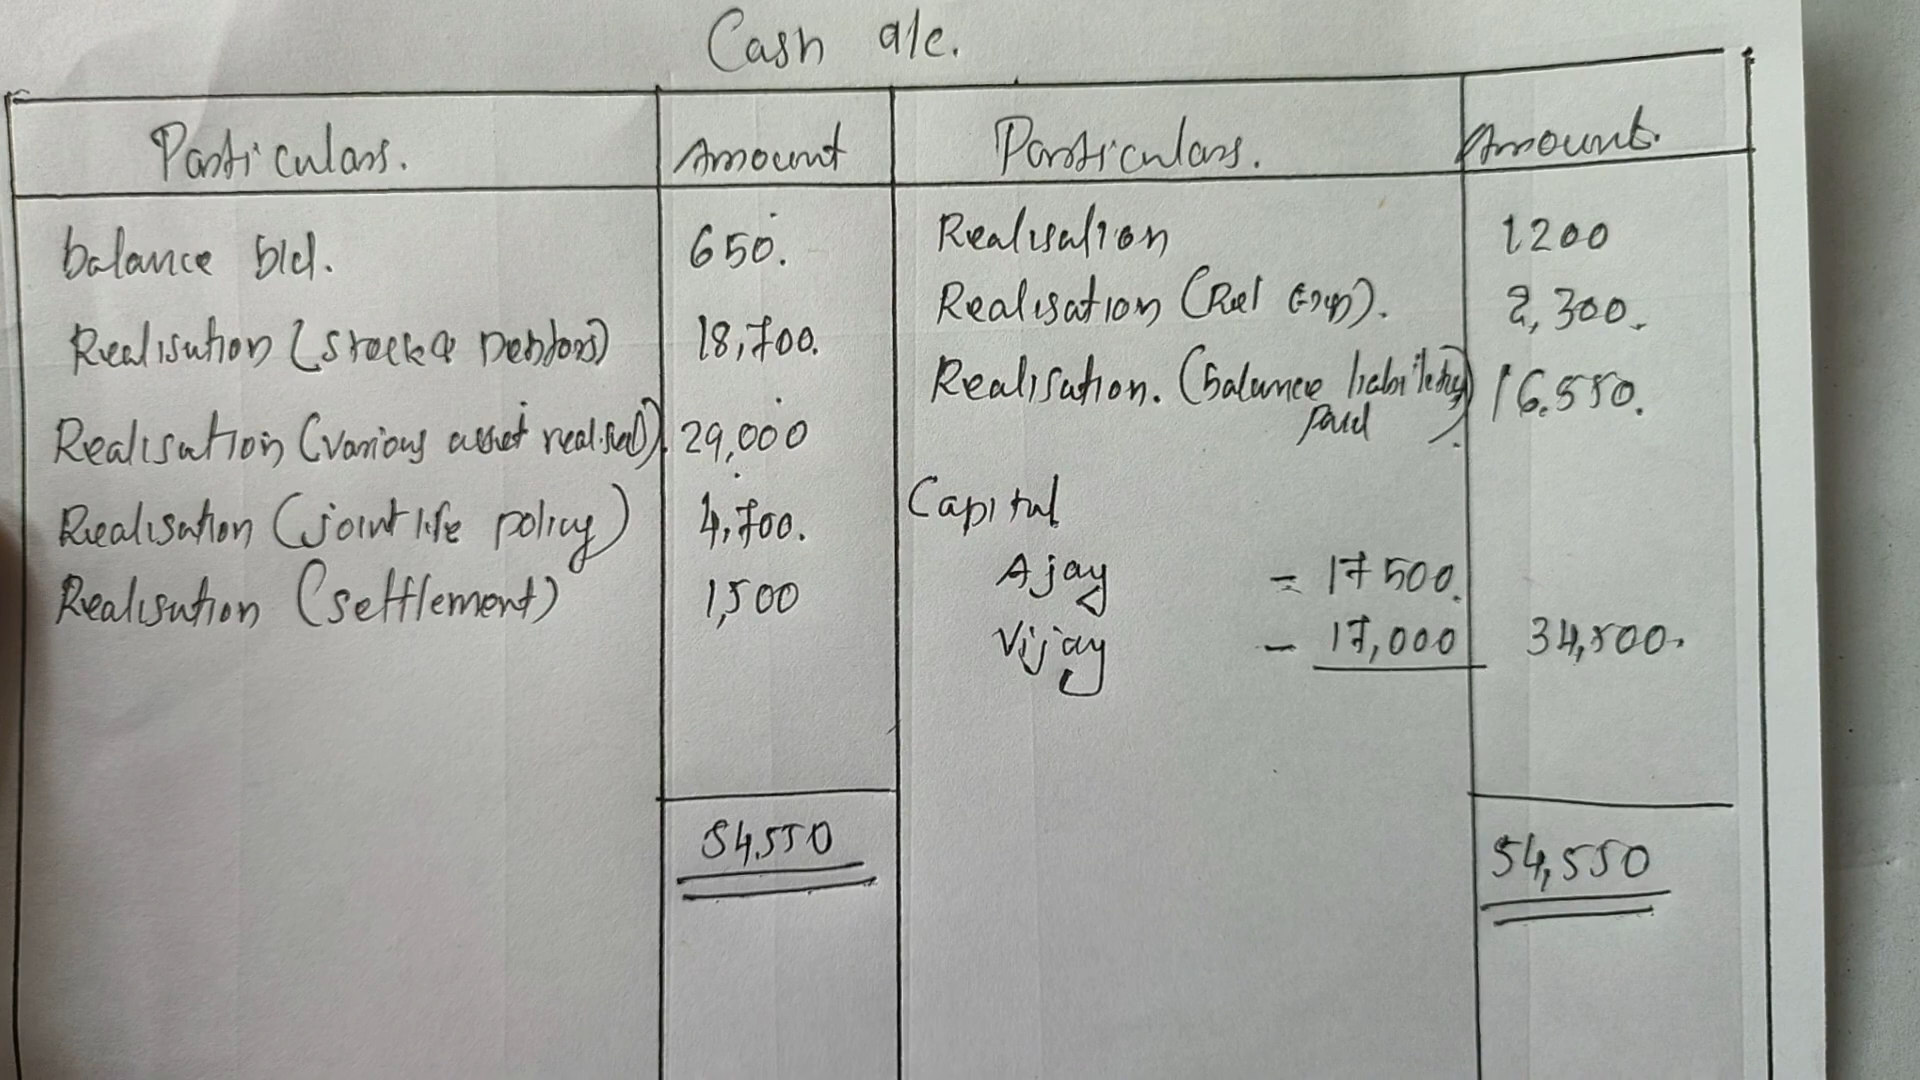 Cash a/c.
Particulars. Amount Particulars. Amount.
balance b/d. 650. Realisation 1200
Realisation (stock & Debtors) 18,700. Realisation (Rel Exp). 2,300.
Realisation (various asset realised). 29,000 Realisation. (balance liability paid). 16.550.
Realisation (joint life policy) 4,700. Capital
Realisation (settlement) 1,500 Ajay = 17500.
Vijay - 17,000 34,500.
54,550 54,550